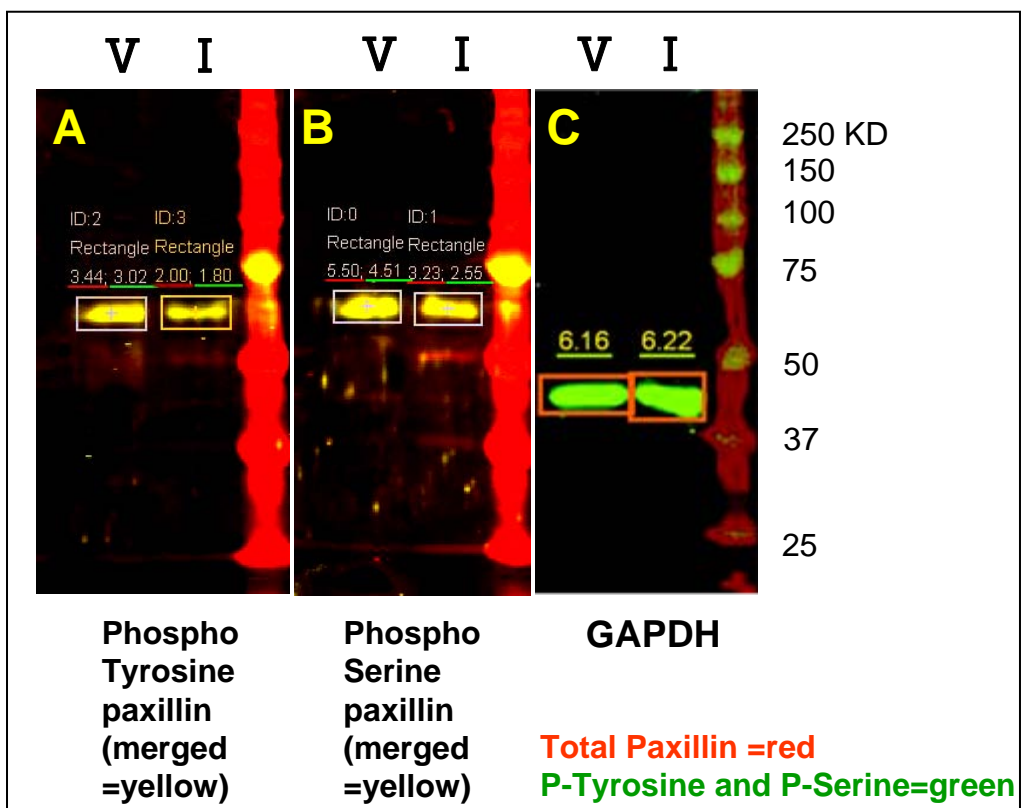 V I V I V I
A B C
250 KD
150
100
75
50
37
25
ID:2 ID:3
Rectangle Rectangle
3.44; 3.02 2.00; 1.80
ID:0 ID:1
Rectangle Rectangle
5.50; 4.51 3.23; 2.55
6.16 6.22
Phospho
Tyrosine
paxillin
(merged
=yellow)
Phospho
Serine
paxillin
(merged
=yellow)
GAPDH
Total Paxillin =red
P-Tyrosine and P-Serine=green